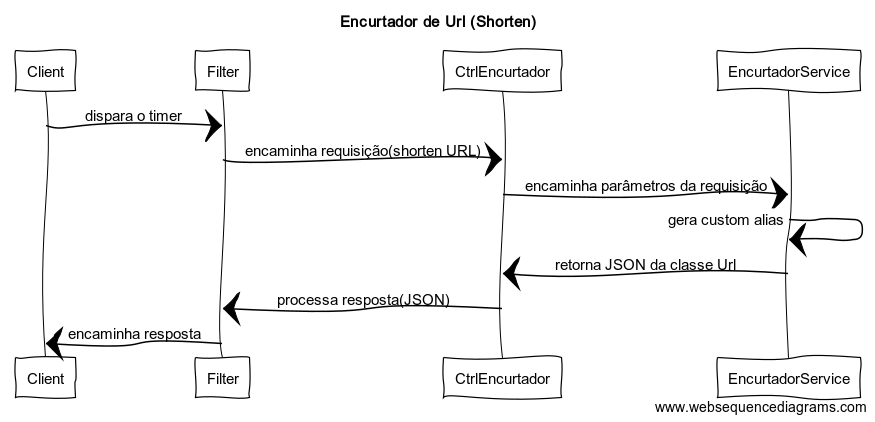 Encurtador de Url (Shorten)
Client Filter CtrlEncurtador EncurtadorService
dispara o timer
encaminha requisição(shorten URL)
encaminha parâmetros da requisição
gera custom alias
retorna JSON da classe Url
processa resposta(JSON)
encaminha resposta
Client Filter CtrlEncurtador EncurtadorService
www.websequencediagrams.com